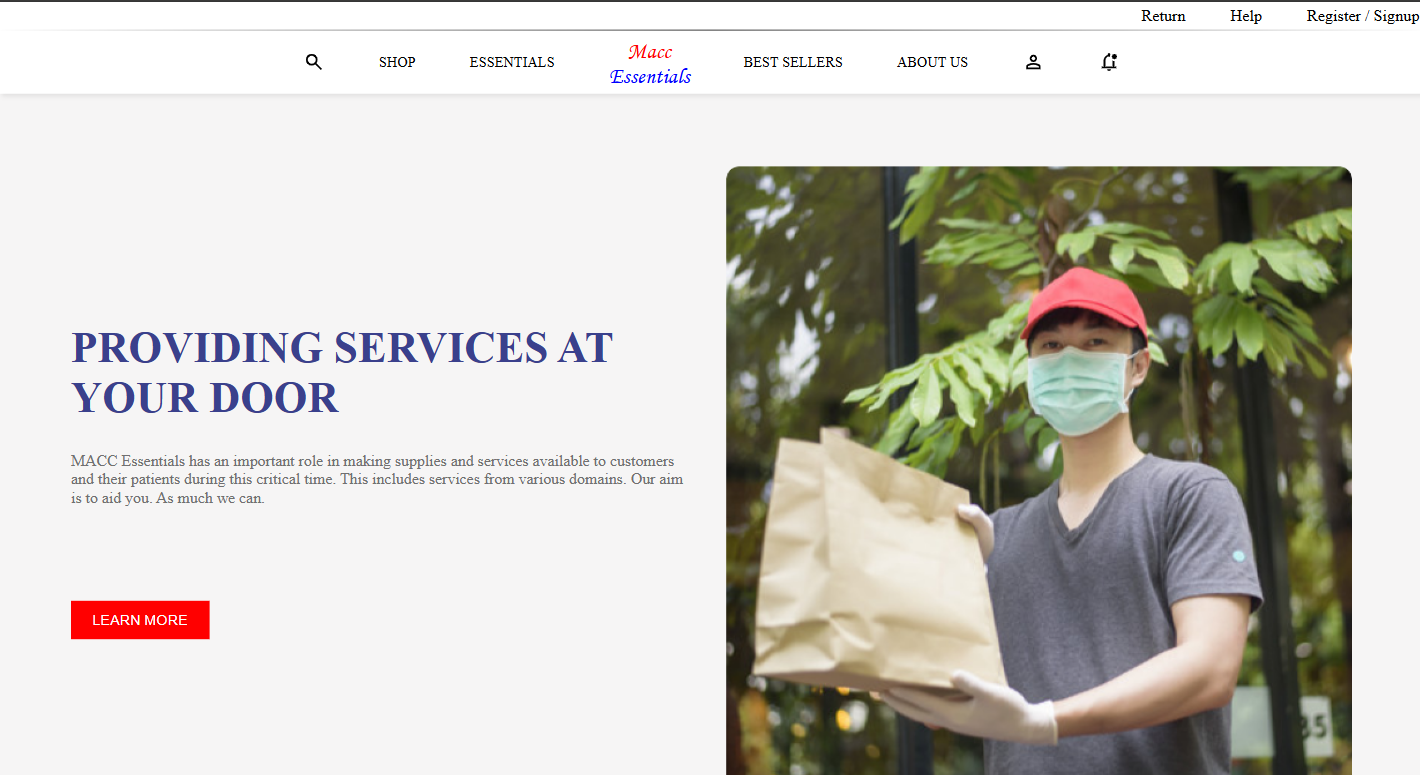 Return Help Register / Signup
SHOP ESSENTIALS Macc Essentials BEST SELLERS ABOUT US
PROVIDING SERVICES AT
YOUR DOOR
MACC Essentials has an important role in making supplies and services available to customers
and their patients during this critical time. This includes services from various domains. Our aim
is to aid you. As much we can.
LEARN MORE
35